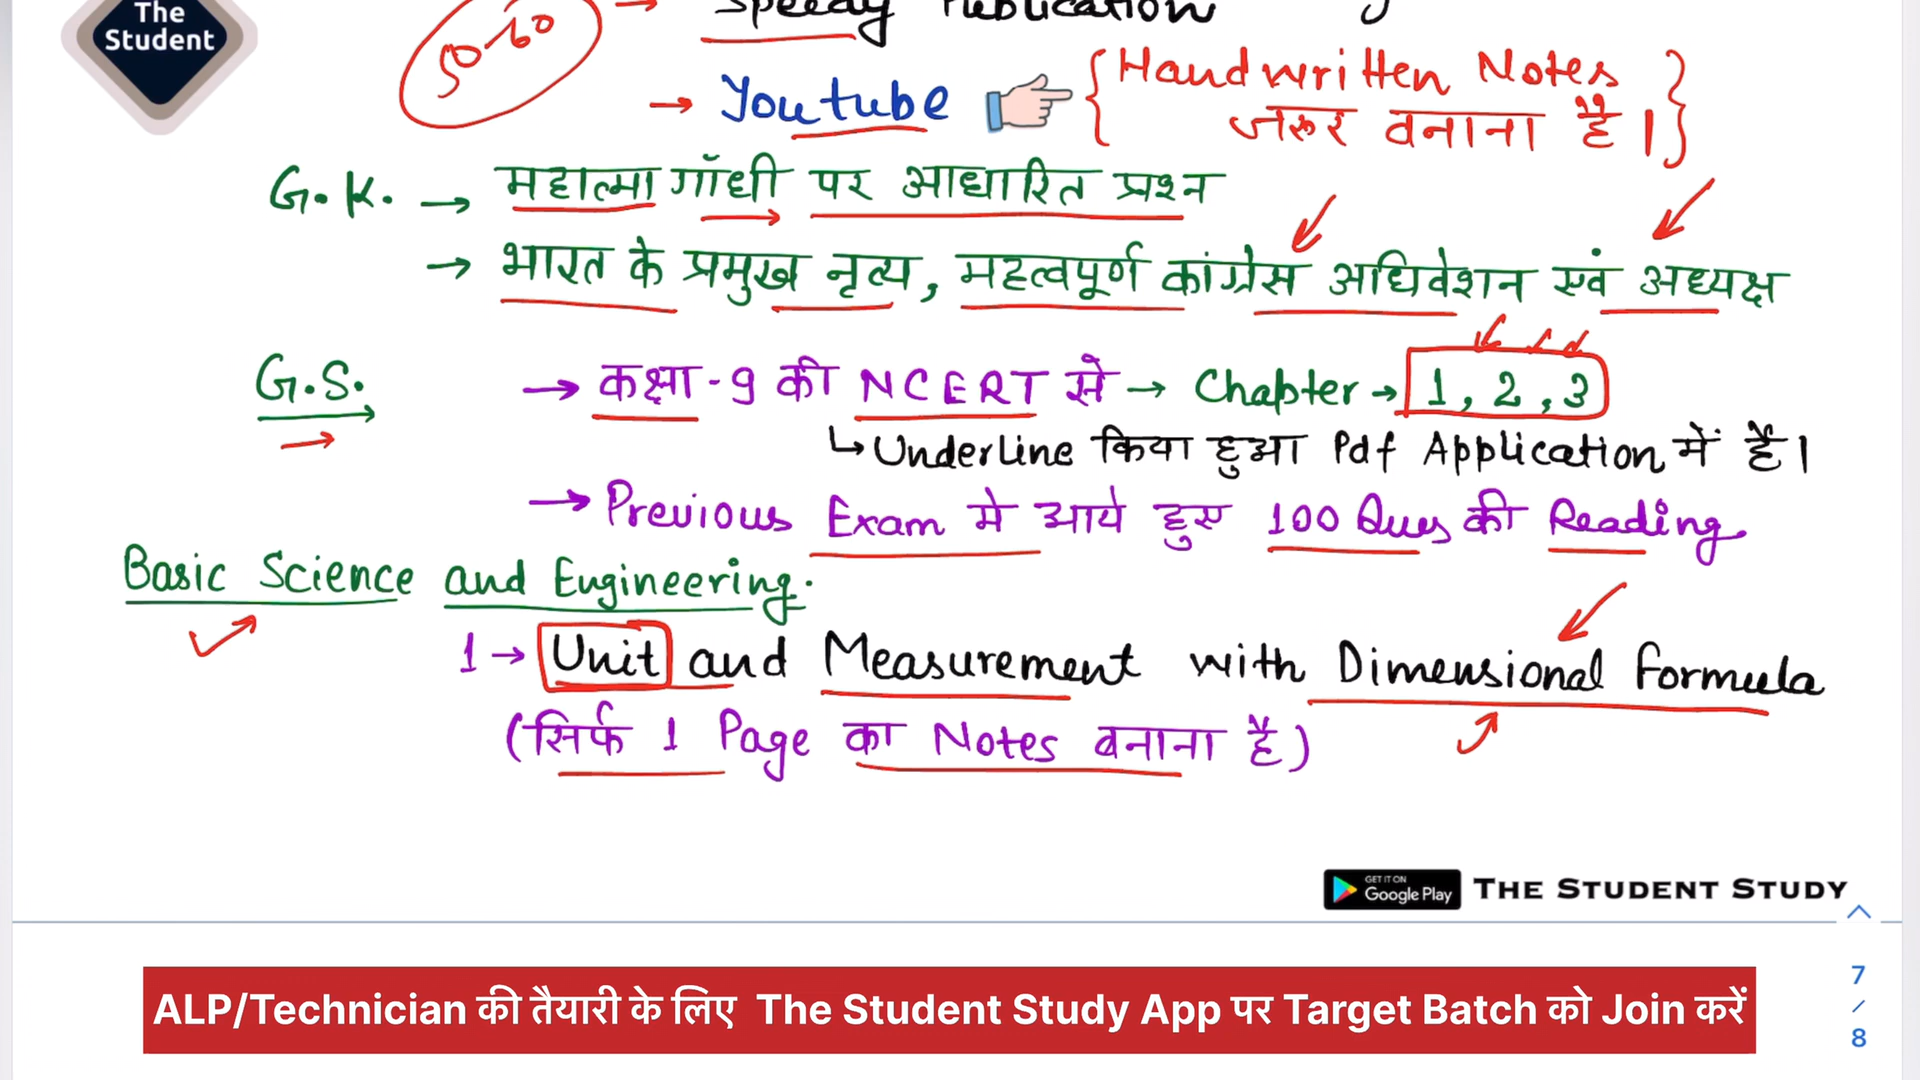 The
Student
50-60
→ Speedy Publication
→ Youtube {Handwritten Notes
जरूर बनाना है।}
G.K. → महात्मा गाँधी पर आधारित प्रश्न
→ भारत के प्रमुख नृत्य, महत्वपूर्ण कांग्रेस अधिवेशन एवं अध्यक्ष
G.S. → कक्षा-9 की NCERT से → Chapter → 1, 2, 3
↳ Underline किया हुआ Pdf Application में है।
→ Previous Exam मे आये हुए 100 Ques की Reading
Basic Science and Engineering.
1 → Unit and Measurement with Dimensional formula
(सिर्फ 1 Page का Notes बनाना है)
GET IT ON
Google Play
THE STUDENT STUDY
ALP/Technician की तैयारी के लिए The Student Study App पर Target Batch को Join करें
7
/
8